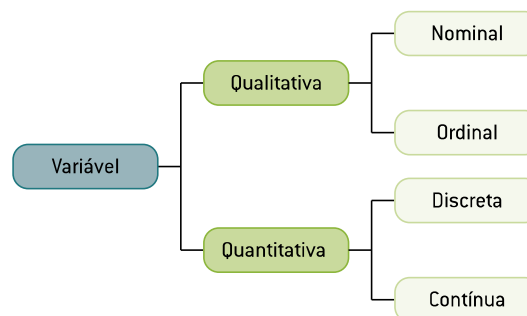 Variável
Qualitativa
Nominal
Ordinal
Quantitativa
Discreta
Contínua